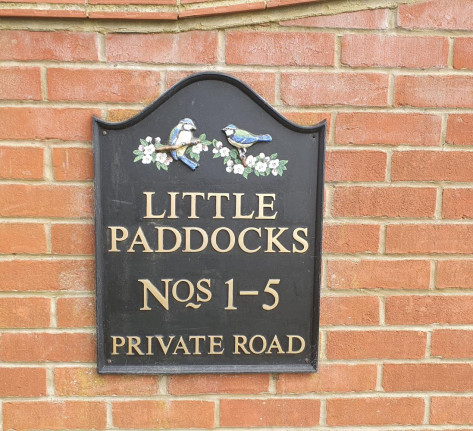 LITTLE
PADDOCKS
NOS 1-5
PRIVATE ROAD